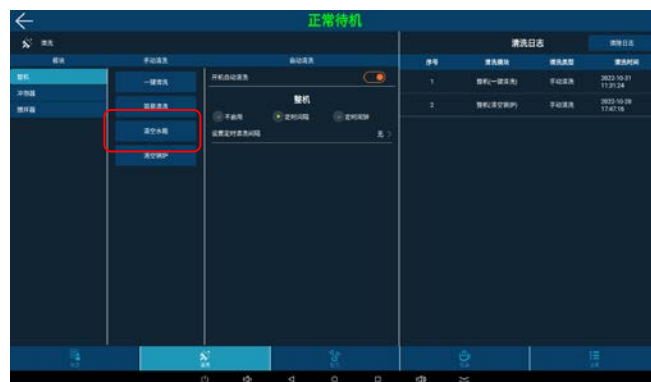 正常待机
清洗
清洗日志
清除日志
模块
手动清洗
自动清洗
序号
清洗模块
清洗类型
清洗时间
整机
冲泡器
搅拌器
一键清洗
清空水箱
清空锅炉
开机自动清洗
整机
不启用
定时间隔
定时间钟
设置定时清洗间隔
无
1
整机(一键清洗)
手动清洗
2022-10-31
11:31:24
2
整机(清空锅炉)
手动清洗
2022-10-28
17:47:16
清洗